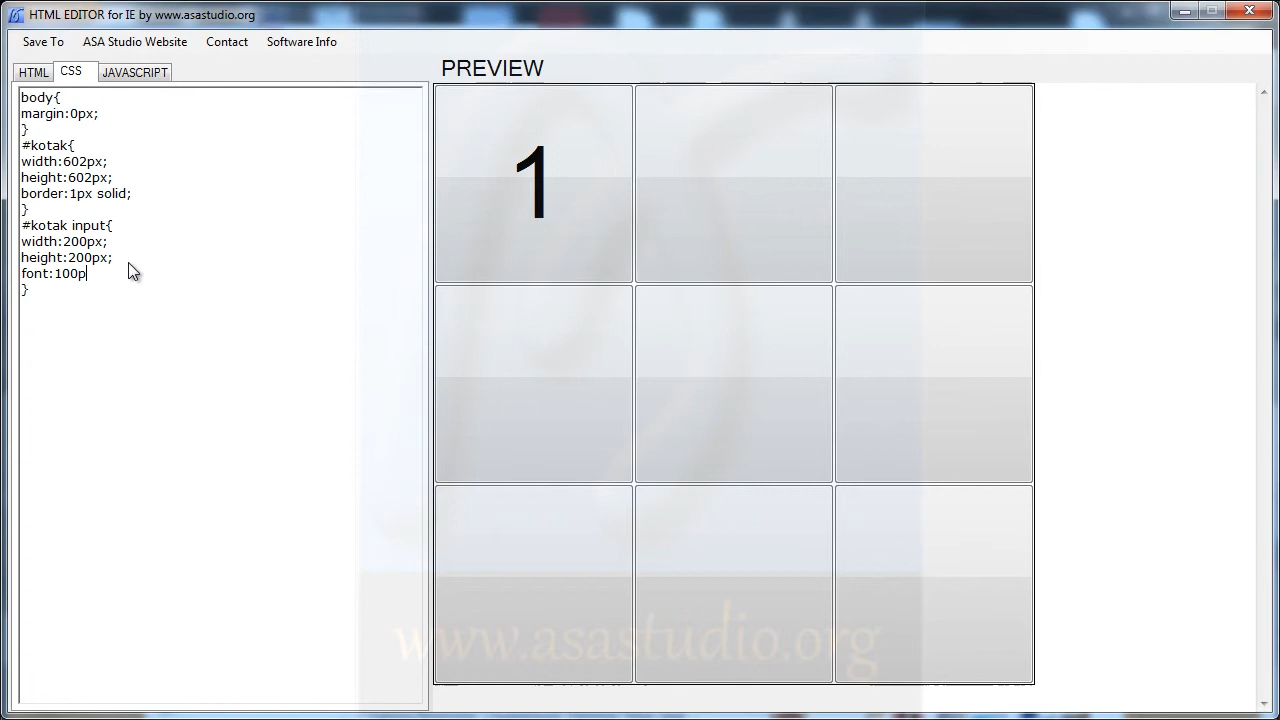 HTML EDITOR for IE by www.asastudio.org
Save To ASA Studio Website Contact Software Info
HTML CSS JAVASCRIPT
PREVIEW
body{
margin:0px;
}
#kotak{
width:602px;
height:602px;
border:1px solid;
}
#kotak input{
width:200px;
height:200px;
font:100p
}
1
www.asastudio.org